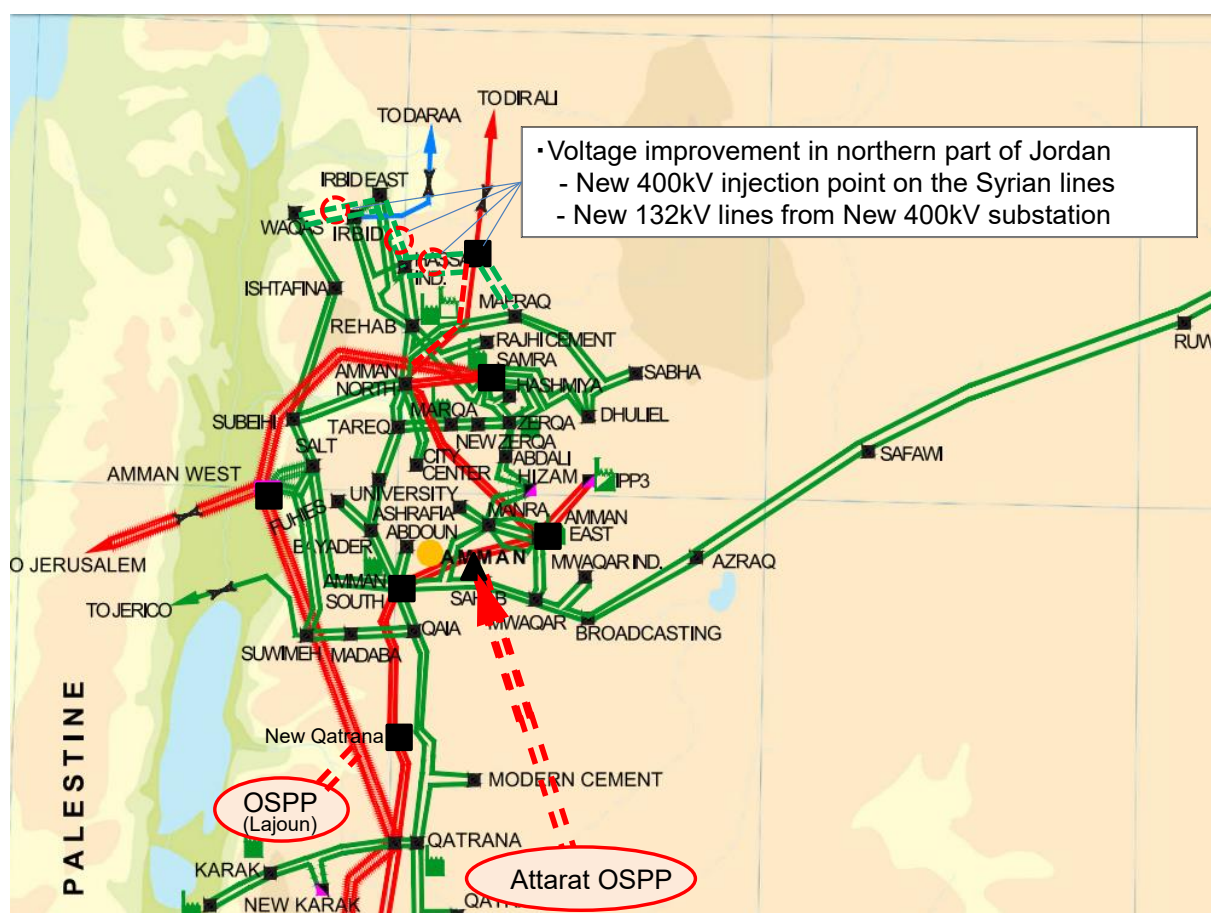 TO DIR ALI
TO DARAA
·Voltage improvement in northern part of Jordan
- New 400kV injection point on the Syrian lines
- New 132kV lines from New 400kV substation
IRBID EAST
WAQAS
IRBID
HASSAN
IND.
ISHTAFINA
MAFRAQ
REHAB
RAJHI CEMENT
SAMRA
AMMAN
NORTH
HASHMIYA
SABHA
RUW
SUBEIHI
MARQA
DHULIEL
TAREQ
ZERQA
NEW ZERQA
SALT
ABDALI
SAFAWI
CITY
CENTER
AMMAN WEST
HIZAM
IPP3
UNIVERSITY
FUHIES
ASHRAFIA
MANRA
AMMAN
EAST
ABDOUN
BAYADER
AMMAN
MWAQAR IND.
AZRAQ
O JERUSALEM
AMMAN
SOUTH
SAHAB
TO JERICO
MWAQAR
BROADCASTING
QAIA
SUWIMEH
MADABA
PALESTINE
New Qatrana
MODERN CEMENT
OSPP
(Lajoun)
QATRANA
KARAK
Attarat OSPP
NEW KARAK